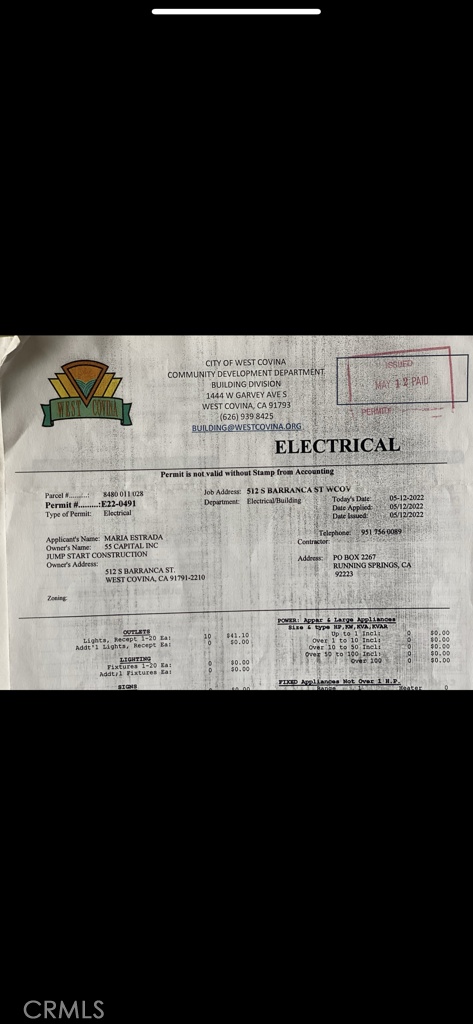 CITY OF WEST COVINA
COMMUNITY DEVELOPMENT DEPARTMENT
BUILDING DIVISION
1444 W GARVEY AVE S
WEST COVINA, CA 91793
(626) 939 8425
BUILDING@WESTCOVINA.ORG
WEST COVINA
ISSUED
MAY 12 PAID
PERMIT
ELECTRICAL
Permit is not valid without Stamp from Accounting
Parcel #.........: 8480 011 028
Permit #.........:E22-0491
Type of Permit: Electrical
Job Address: 512 S BARRANCA ST WCOV
Department: Electrical/Building
Today's Date: 05-12-2022
Date Applied: 05/12/2022
Date Issued: 05/12/2022
Applicant's Name: MARIA ESTRADA
Owner's Name: 55 CAPITAL INC
JUMP START CONSTRUCTION
Owner's Address:
512 S BARRANCA ST.
WEST COVINA, CA 91791-2210
Telephone: 951 756 0089
Contractor:
Address: PO BOX 2267
RUNNING SPRINGS, CA
92223
Zoning:
OUTLETS
Lights, Recept 1-20 Ea: 10 $41.10
Addt'l Lights, Recept Ea: 0 $0.00
LIGHTING
Fixtures 1-20 Ea: 0 $0.00
Addt;l Fixtures Ea: 0 $0.00
SIGNS
$0.00
POWER: Appar & Large Appliances
Size & type HP,KW,KVA,KVAR
Up to 1 Incl: 0 $0.00
Over 1 to 10 Incl: 0 $0.00
Over 10 to 50 Incl: 0 $0.00
Over 50 to 100 Incl: 0 $0.00
Over 100 0 $0.00
FIXED Appliances Not Over 1 H.P.
Range 1 Heater 0
CRMLS